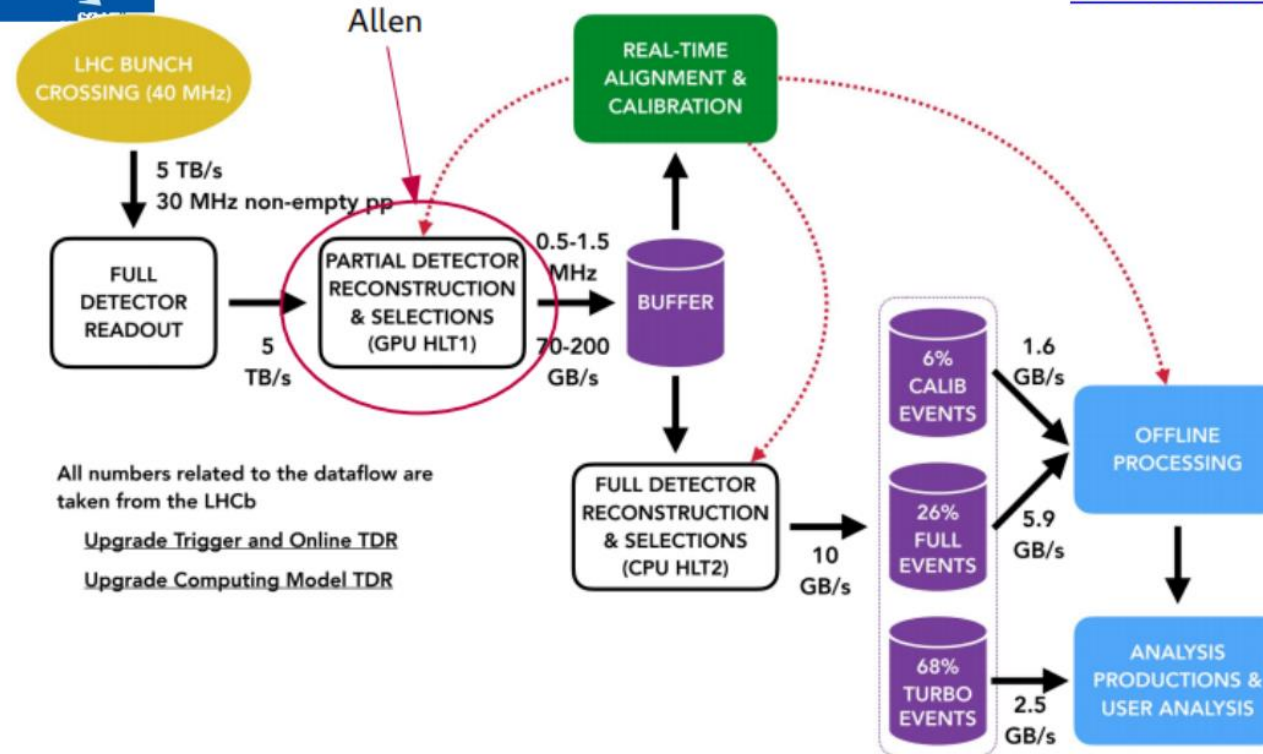 Allen
LHC BUNCH
CROSSING (40 MHz)
REAL-TIME
ALIGNMENT &
CALIBRATION
5 TB/s
30 MHz non-empty pp
FULL
DETECTOR
READOUT
5
TB/s
PARTIAL DETECTOR
RECONSTRUCTION
& SELECTIONS
(GPU HLT1)
0.5-1.5
MHz
70-200
GB/s
BUFFER
FULL DETECTOR
RECONSTRUCTION
& SELECTIONS
(CPU HLT2)
10
GB/s
6%
CALIB
EVENTS
1.6
GB/s
26%
FULL
EVENTS
5.9
GB/s
68%
TURBO
EVENTS
2.5
GB/s
OFFLINE
PROCESSING
ANALYSIS
PRODUCTIONS &
USER ANALYSIS
All numbers related to the dataflow are
taken from the LHCb
Upgrade Trigger and Online TDR
Upgrade Computing Model TDR